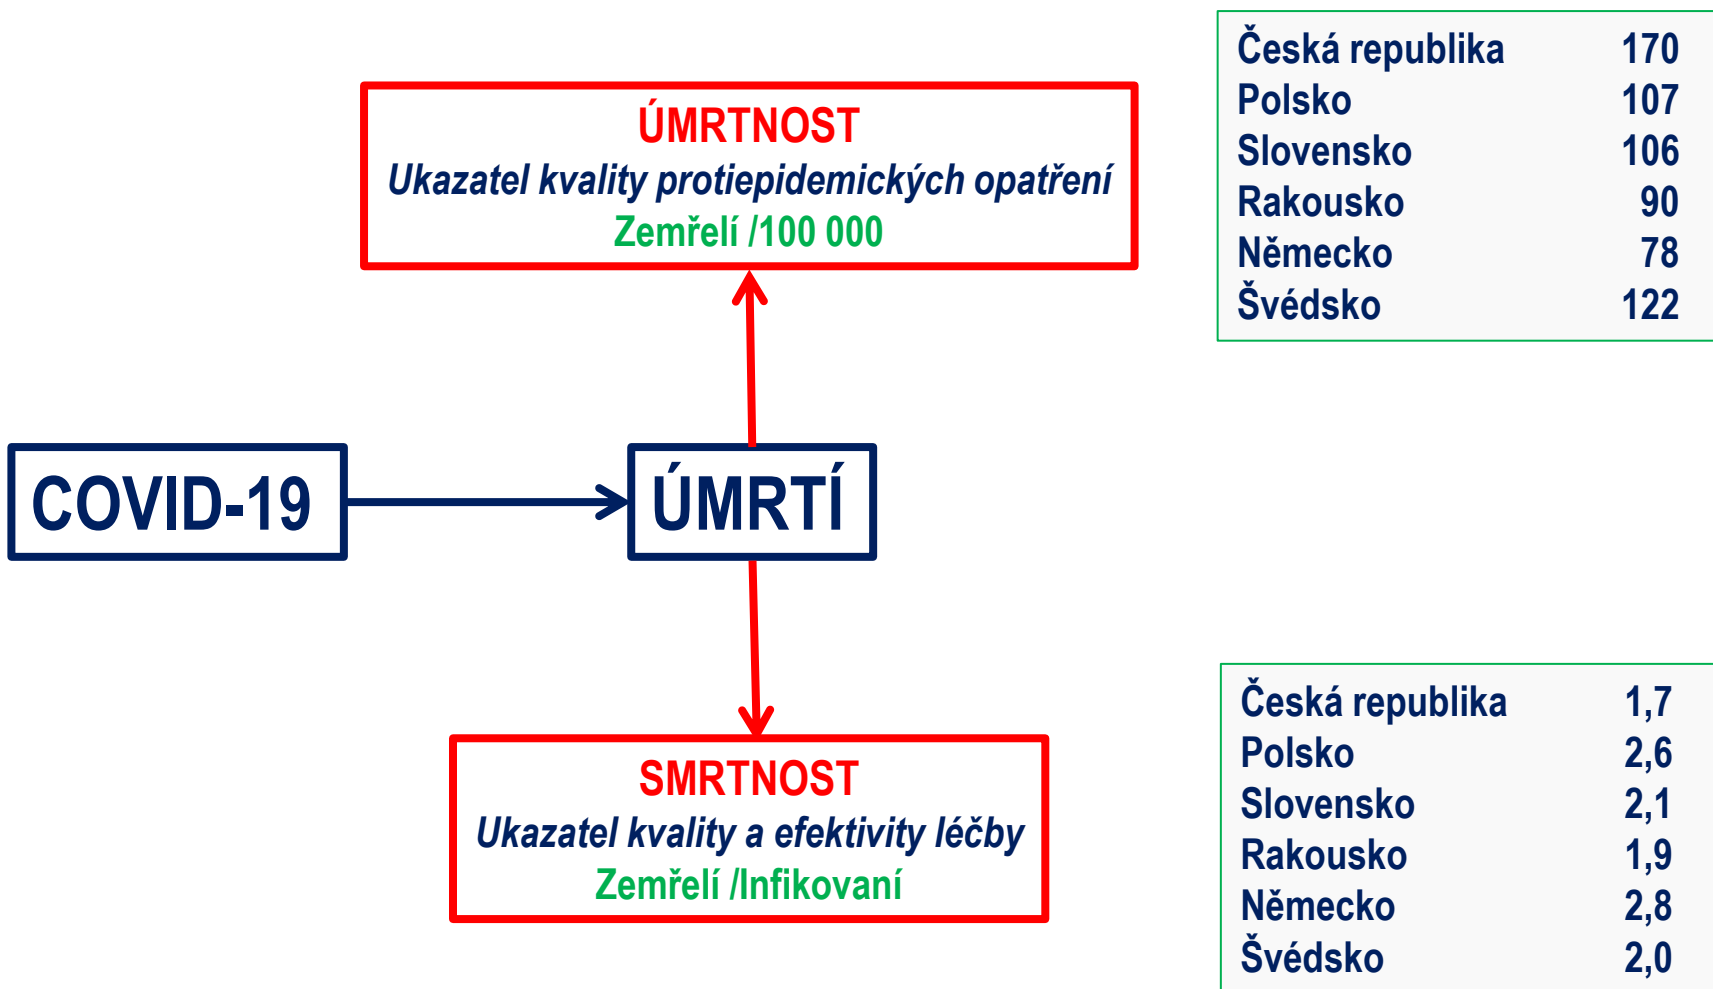 ÚMRTNOST
Ukazatel kvality protiepidemických opatření
Zemřelí /100 000
Česká republika 170
Polsko 107
Slovensko 106
Rakousko 90
Německo 78
Švédsko 122
COVID-19
ÚMRTÍ
SMRTNOST
Ukazatel kvality a efektivity léčby
Zemřelí /Infikovaní
Česká republika 1,7
Polsko 2,6
Slovensko 2,1
Rakousko 1,9
Německo 2,8
Švédsko 2,0